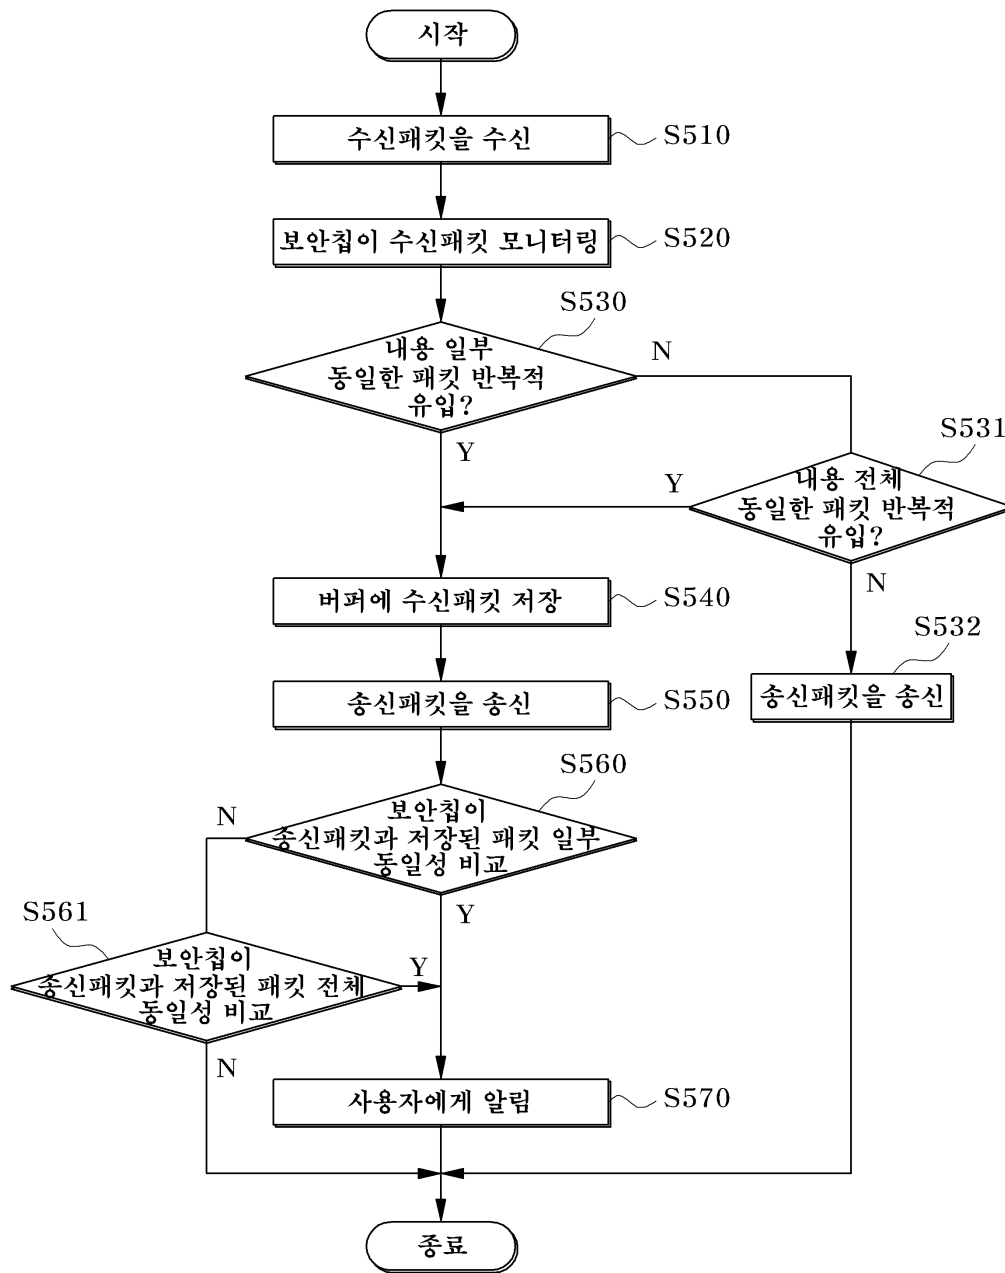 시작
수신패킷을 수신
S510
보안칩이 수신패킷 모니터링
S520
S530
내용 일부
동일한 패킷 반복적
유입?
N
Y
S531
내용 전체
동일한 패킷 반복적
유입?
Y
N
버퍼에 수신패킷 저장
S540
S532
송신패킷을 송신
송신패킷을 송신
S550
S560
보안칩이
송신패킷과 저장된 패킷 일부
동일성 비교
N
Y
S561
보안칩이
송신패킷과 저장된 패킷 전체
동일성 비교
Y
N
사용자에게 알림
S570
종료